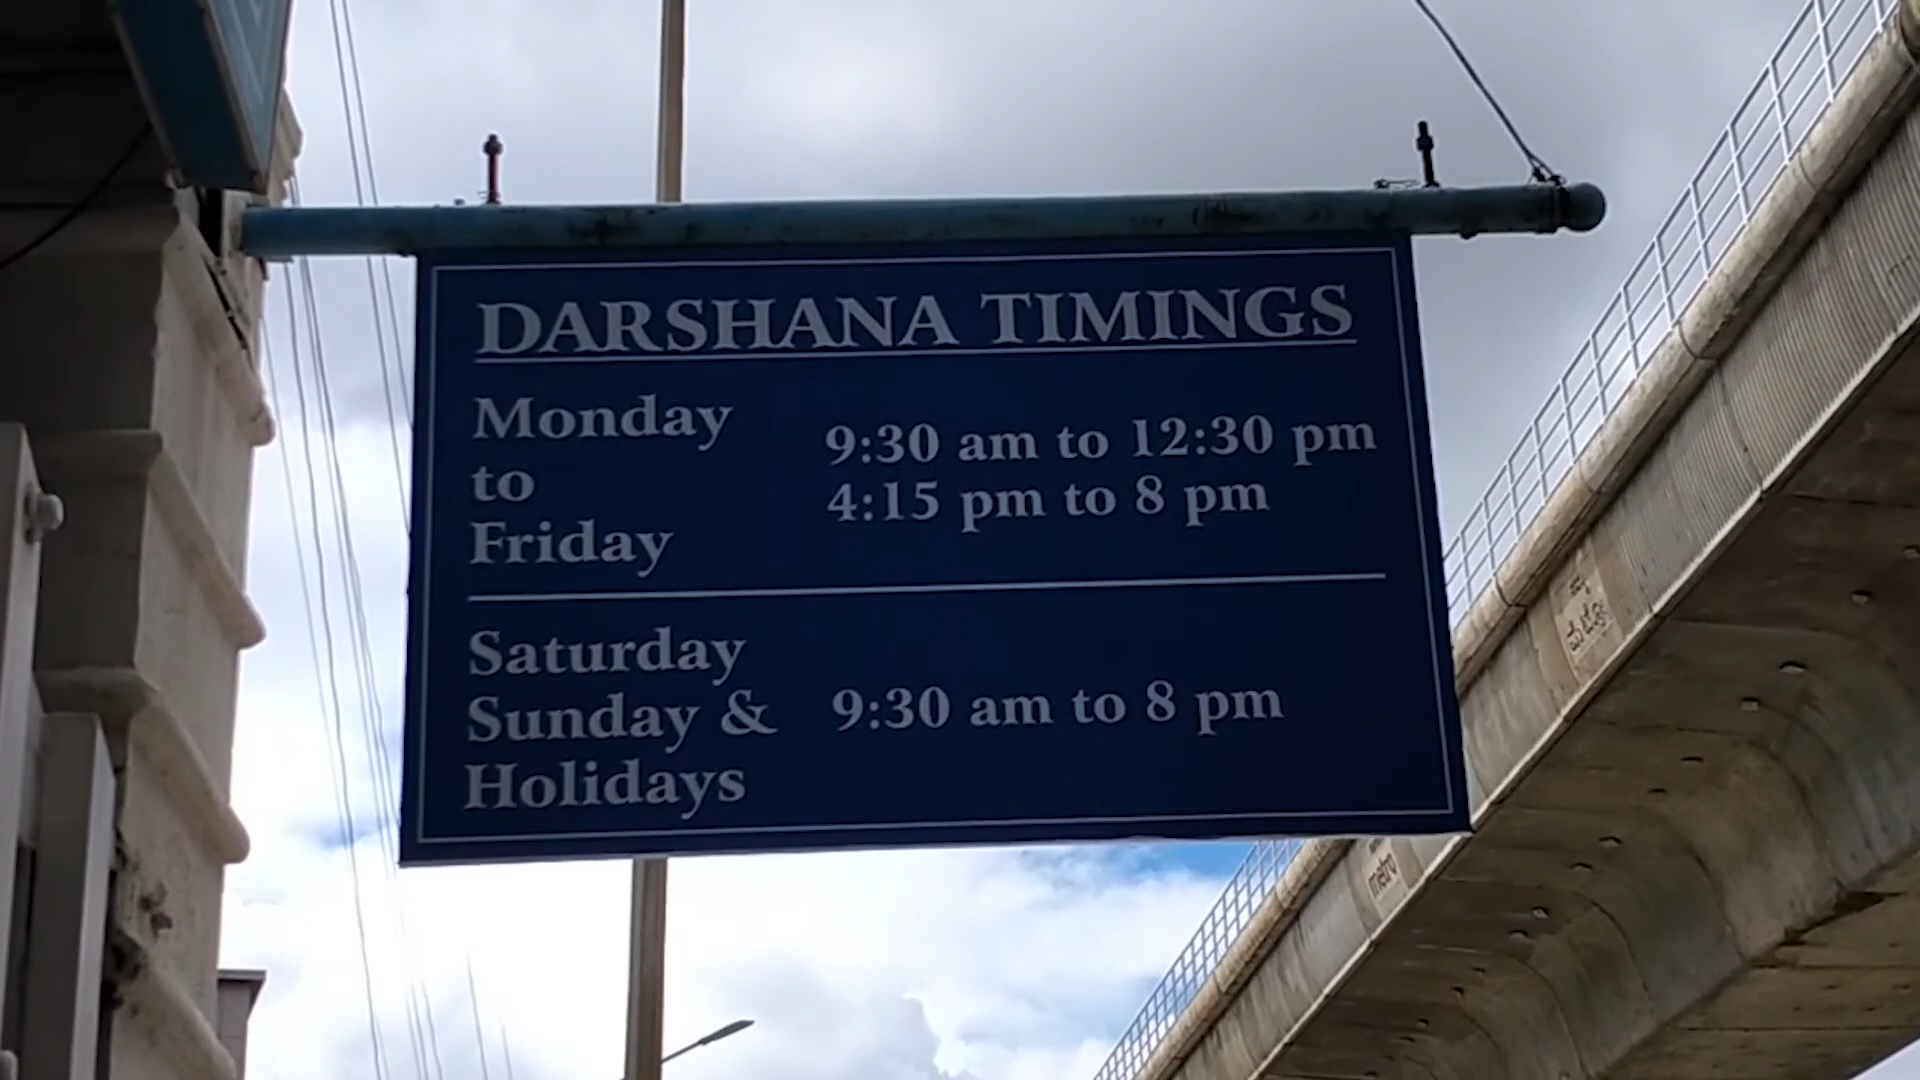 DARSHANA TIMINGS
Monday
to
Friday
9:30 am to 12:30 pm
4:15 pm to 8 pm
Saturday
Sunday &
Holidays
9:30 am to 8 pm
metro